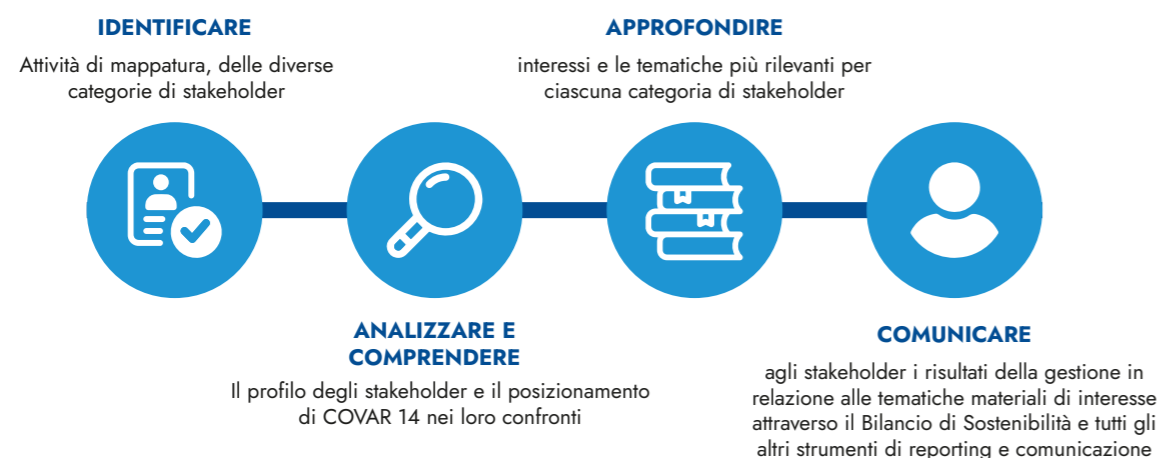 IDENTIFICARE
Attività di mappatura, delle diverse
categorie di stakeholder
ANALIZZARE E
COMPRENDERE
Il profilo degli stakeholder e il posizionamento
di COVAR 14 nei loro confronti
APPROFONDIRE
interessi e le tematiche più rilevanti per
ciascuna categoria di stakeholder
COMUNICARE
agli stakeholder i risultati della gestione in
relazione alle tematiche materiali di interesse
attraverso il Bilancio di Sostenibilità e tutti gli
altri strumenti di reporting e comunicazione